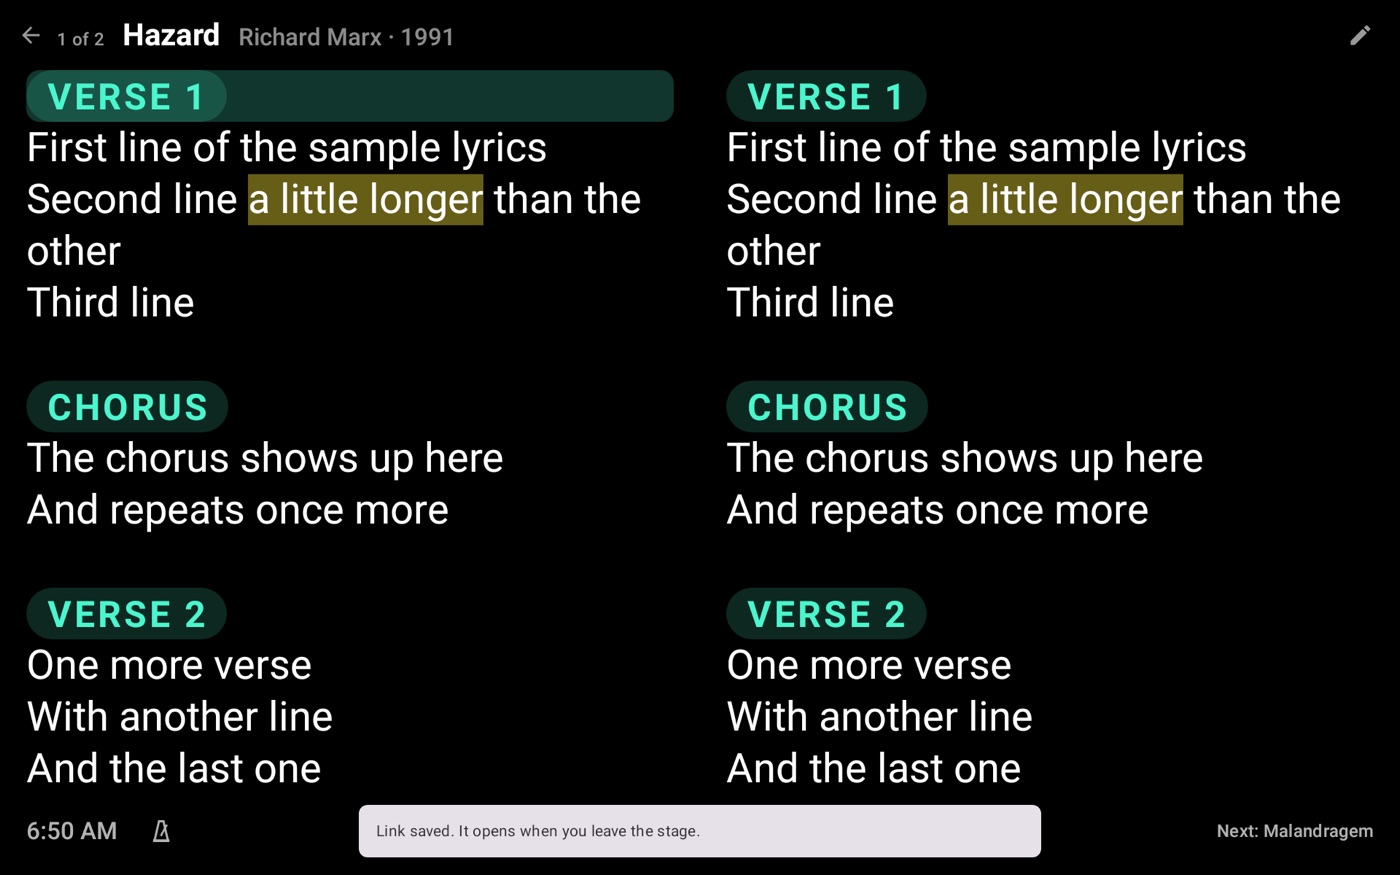 1 of 2 Hazard Richard Marx · 1991
VERSE 1
First line of the sample lyrics
Second line a little longer than the
other
Third line
CHORUS
The chorus shows up here
And repeats once more
VERSE 2
One more verse
With another line
And the last one
VERSE 1
First line of the sample lyrics
Second line a little longer than the
other
Third line
CHORUS
The chorus shows up here
And repeats once more
VERSE 2
One more verse
With another line
And the last one
6:50 AM
Link saved. It opens when you leave the stage.
Next: Malandragem